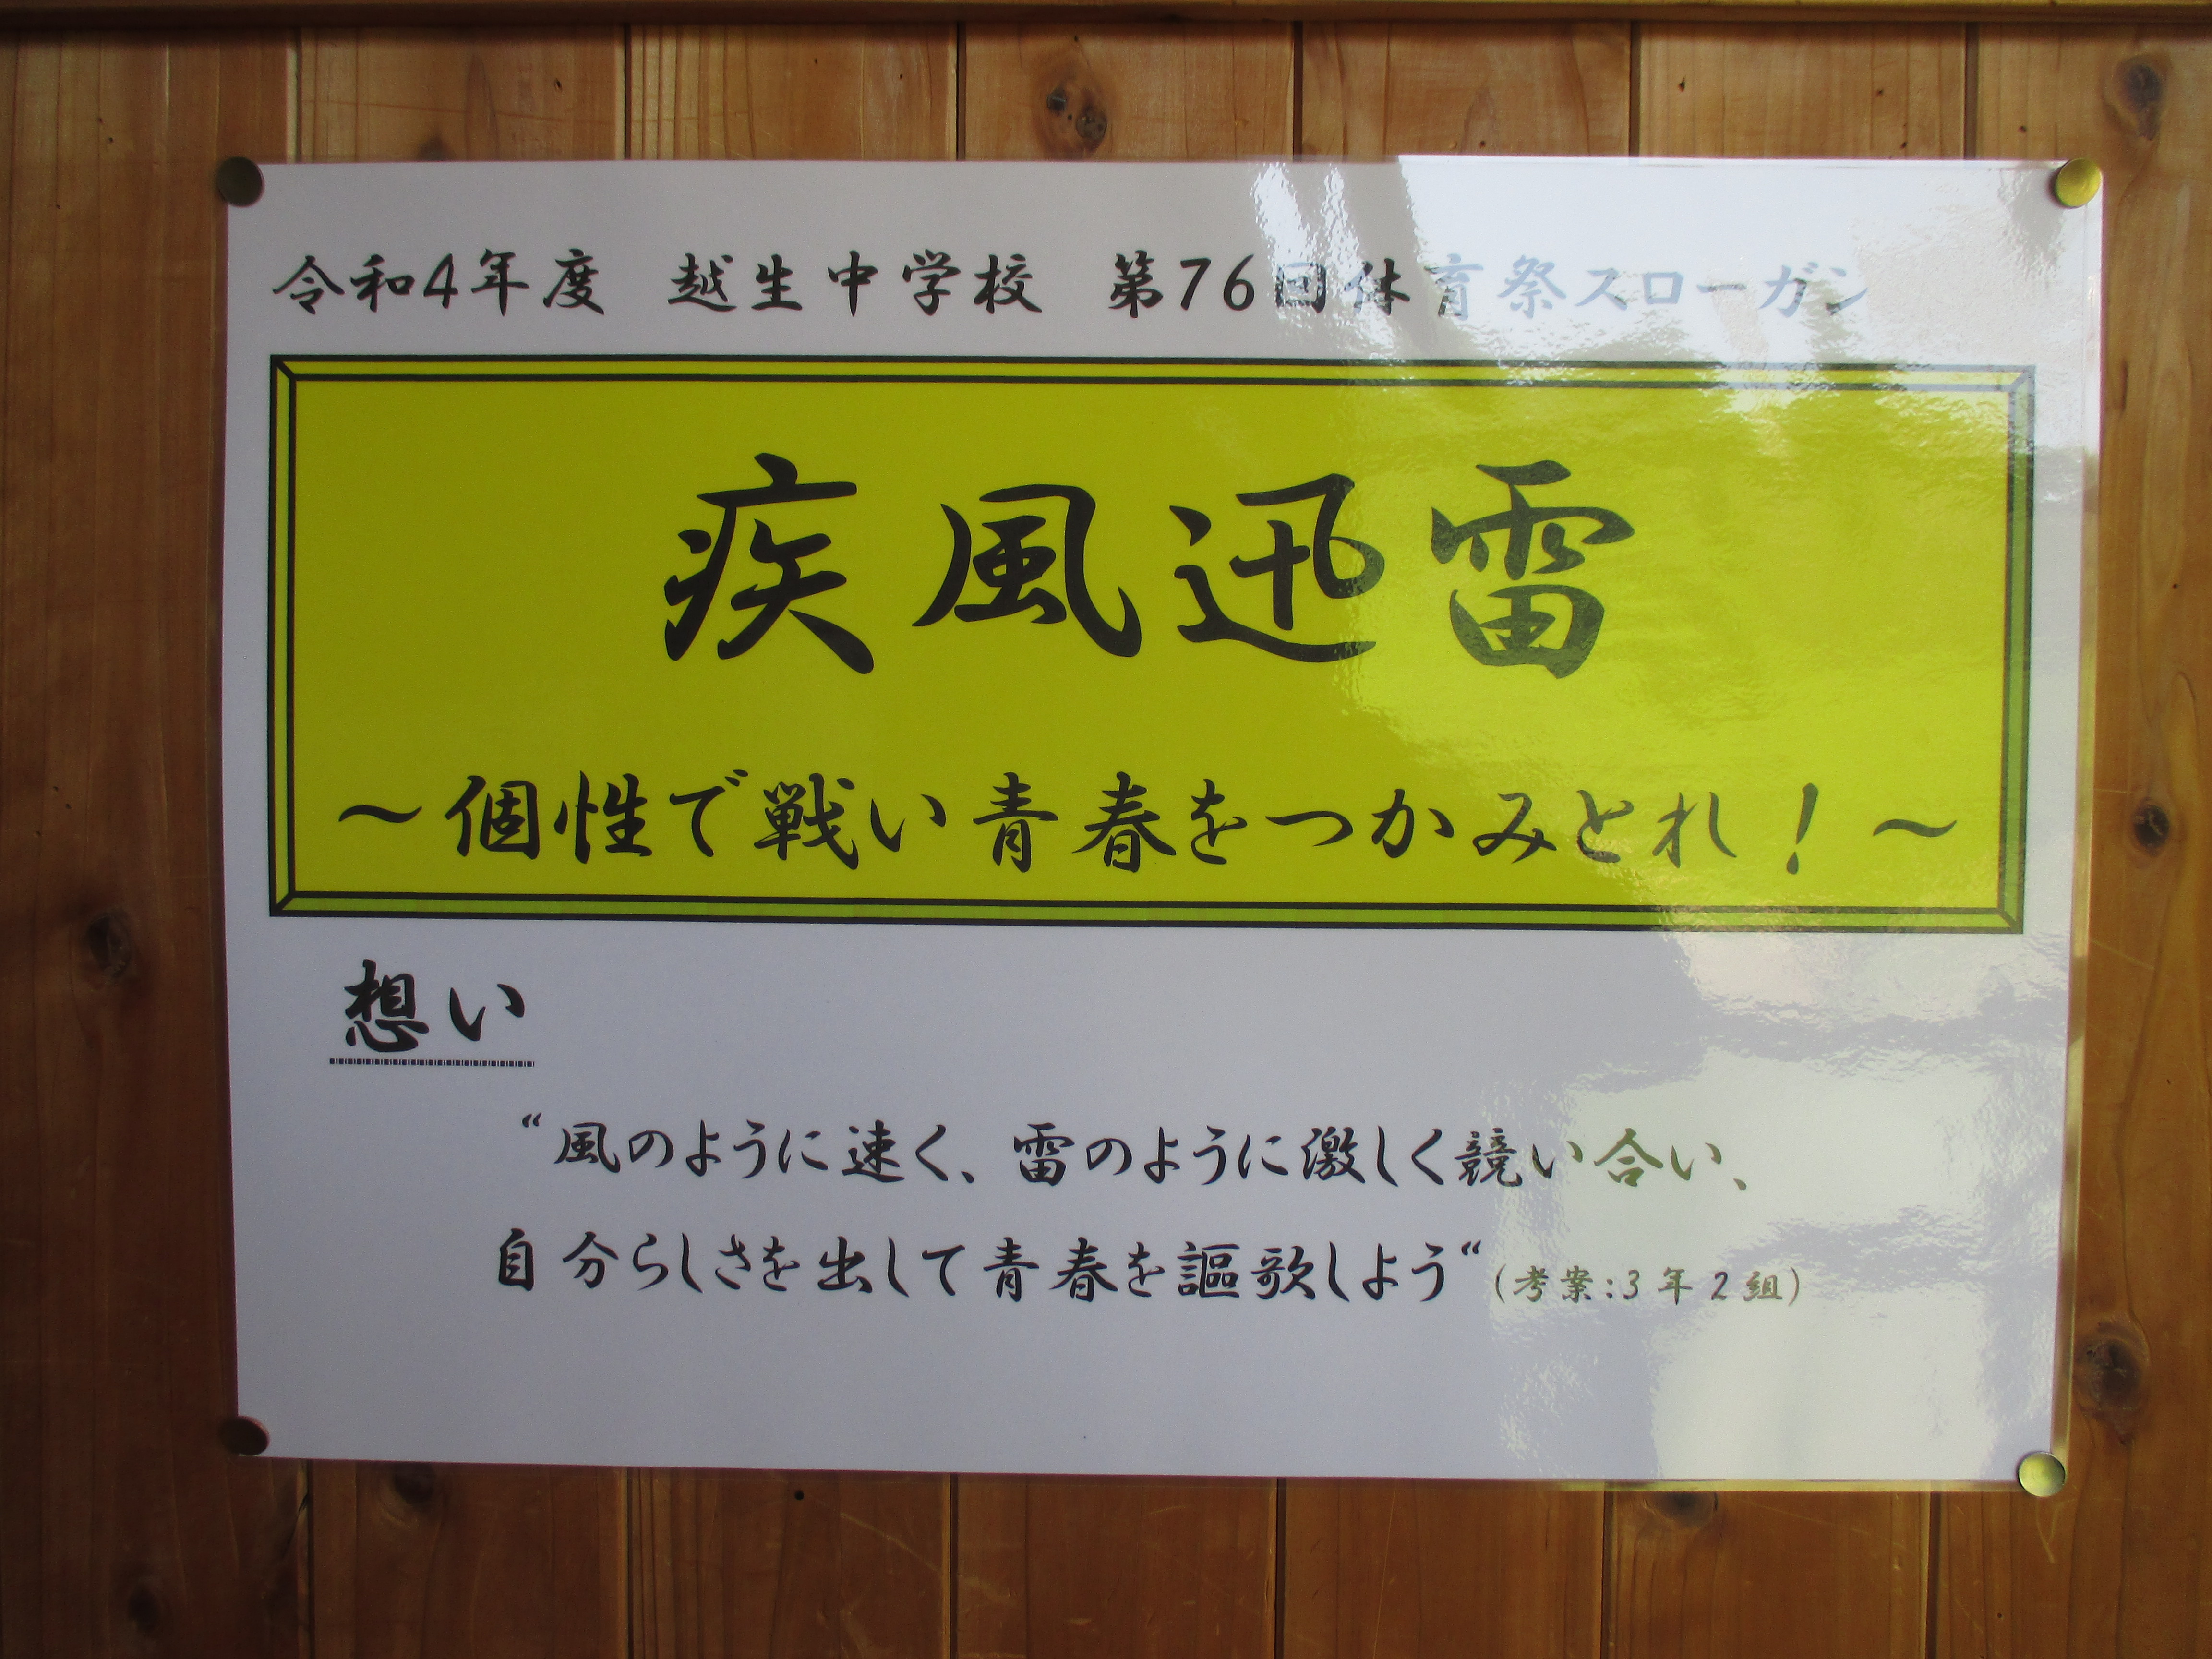 令和4年度　越生中学校　第76回体育祭スローガン
疾風迅雷
～個性で戦い青春をつかみとれ！～
想い
“風のように速く、雷のように激しく競い合い、
自分らしさを出して青春を謳歌しよう“(考案:3年2組)